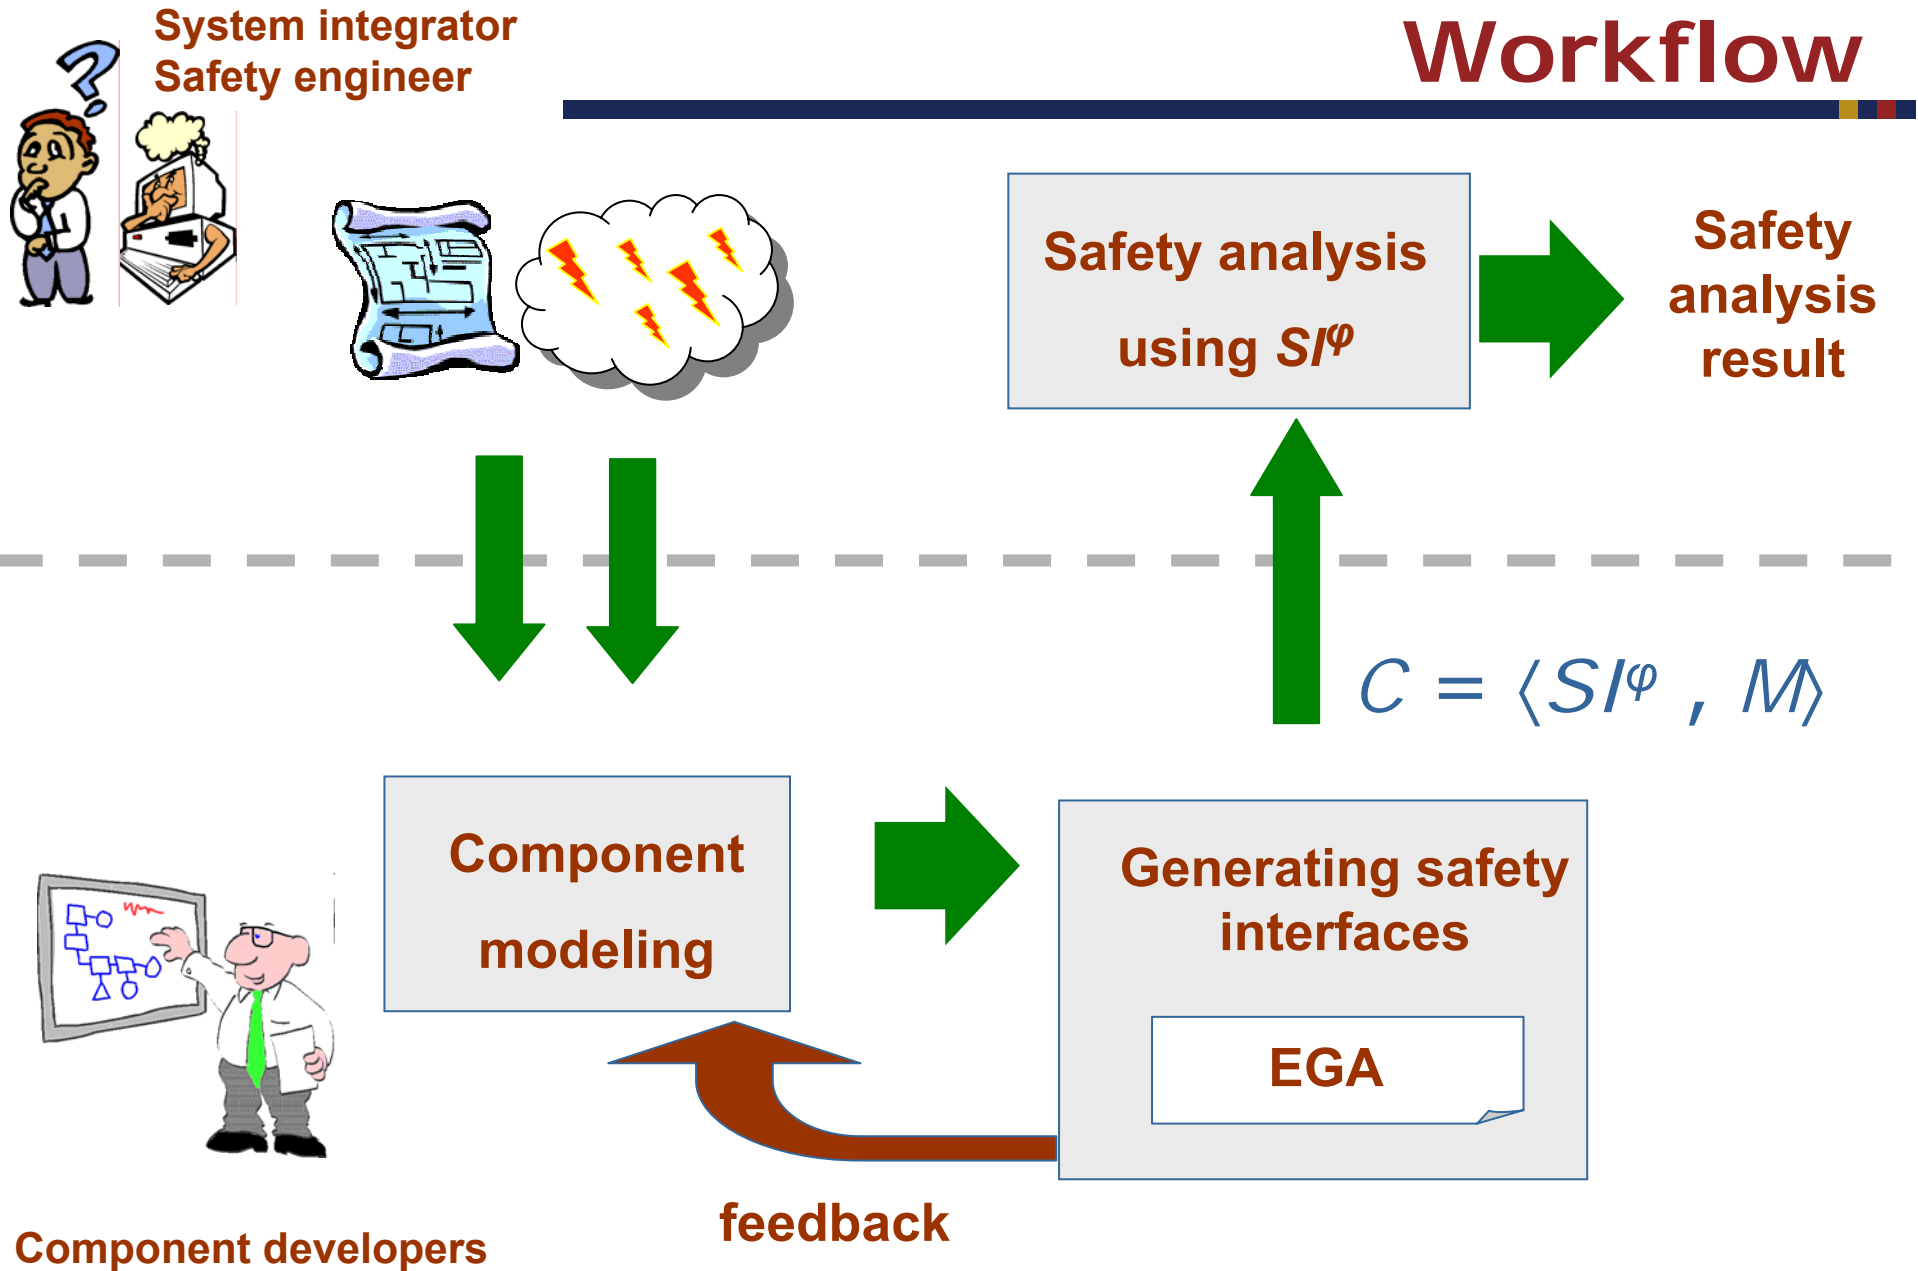 System integrator
Safety engineer
Workflow
Safety analysis
using SIᵠ
Safety
analysis
result
C = ⟨SIᵠ , M⟩
Component
modeling
Generating safety
interfaces
EGA
feedback
Component developers